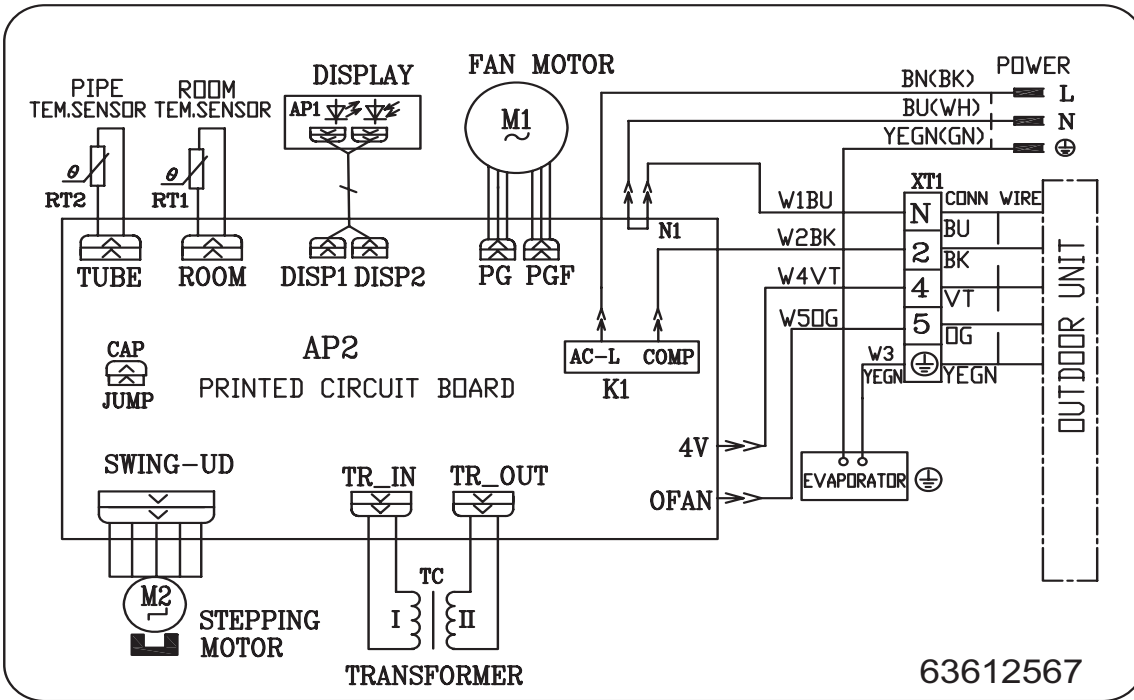 PIPE
TEM.SENSOR
ROOM
TEM.SENSOR
DISPLAY
AP1
FAN MOTOR
M1
BN(BK)
BU(WH)
YEGN(GN)
POWER
L
N
θ
RT2
θ
RT1
TUBE
ROOM
DISP1 DISP2
PG PGF
N1
W1BU
W2BK
W4VT
W5OG
W3
YEGN
XT1
N
2
4
5
CONN WIRE
BU
BK
VT
OG
YEGN
OUTDOOR UNIT
CAP
JUMP
AP2
PRINTED CIRCUIT BOARD
AC-L COMP
K1
4V
OFAN
EVAPORATOR
SWING-UD
M2
STEPPING
MOTOR
TR_IN
TR_OUT
TC
I
II
TRANSFORMER
63612567